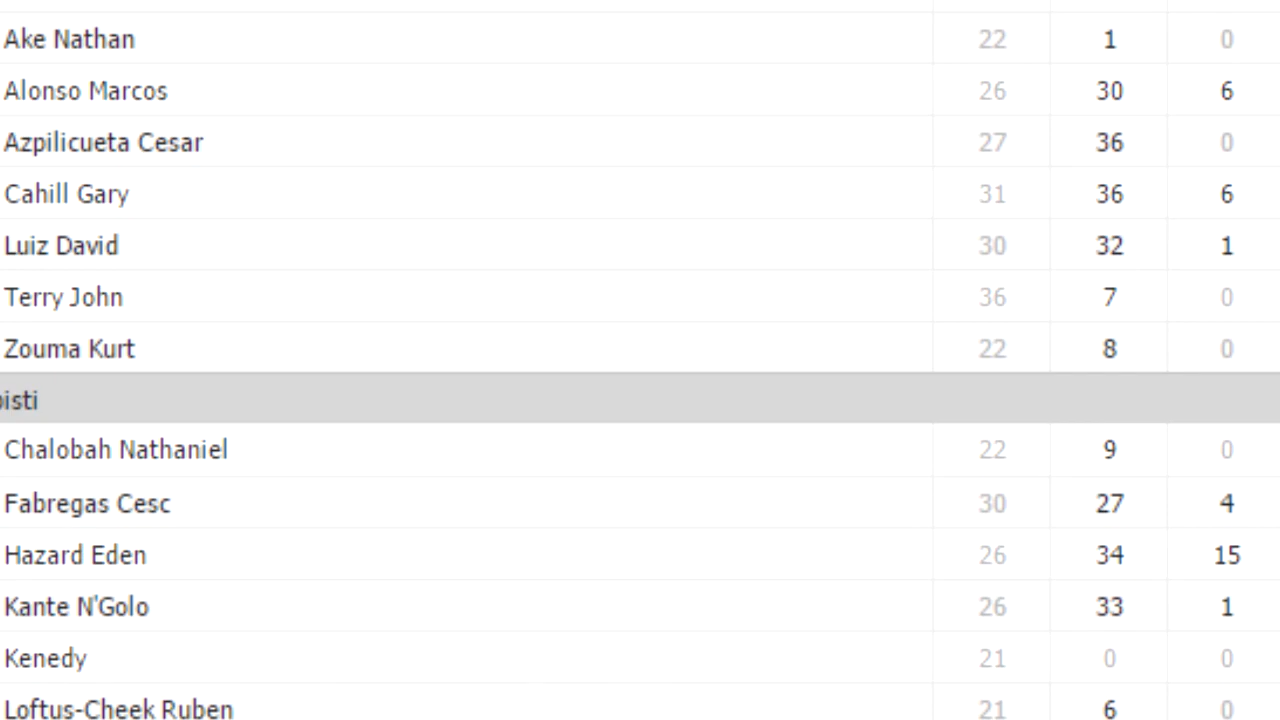 Ake Nathan 22 1 0
Alonso Marcos 26 30 6
Azpilicueta Cesar 27 36 0
Cahill Gary 31 36 6
Luiz David 30 32 1
Terry John 36 7 0
Zouma Kurt 22 8 0
isti
Chalobah Nathaniel 22 9 0
Fabregas Cesc 30 27 4
Hazard Eden 26 34 15
Kante N'Golo 26 33 1
Kenedy 21 0 0
Loftus-Cheek Ruben 21 6 0